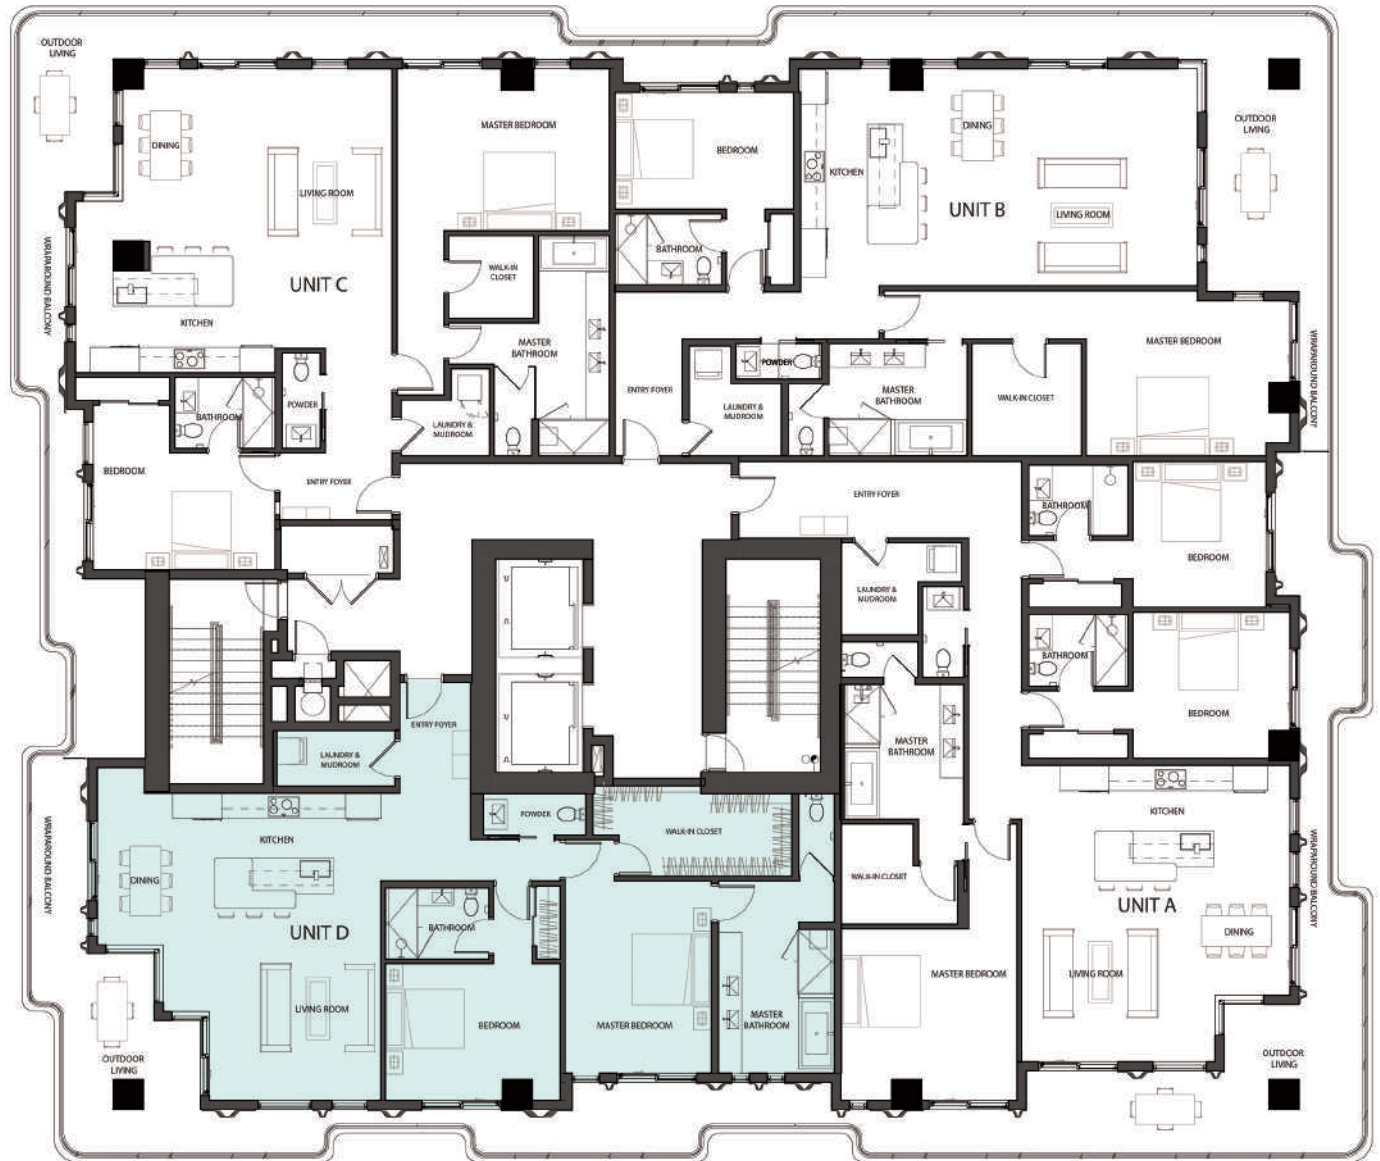 OUTDOOR
LIVING
DINING
LIVING ROOM
WRAPAROUND BALCONY
UNIT C
KITCHEN
MASTER BEDROOM
WALK-IN
CLOSET
MASTER
BATHROOM
POWDER
BATHROOM
LAUNDRY &
MUDROOM
BEDROOM
ENTRY FOYER
BEDROOM
BATHROOM
KITCHEN
DINING
UNIT B
LIVING ROOM
OUTDOOR
LIVING
MASTER BEDROOM
WRAPAROUND BALCONY
POWDER
ENTRY FOYER
MASTER
BATHROOM
WALK-IN CLOSET
LAUNDRY &
MUDROOM
ENTRY FOYER
BATHROOM
BEDROOM
LAUNDRY &
MUDROOM
BATHROOM
BEDROOM
MASTER
BATHROOM
KITCHEN
WALK-IN CLOSET
UNIT A
DINING
WRAPAROUND BALCONY
MASTER BEDROOM
LIVING ROOM
OUTDOOR
LIVING
ENTRY FOYER
LAUNDRY &
MUDROOM
KITCHEN
POWDER
WALK-IN CLOSET
WRAPAROUND BALCONY
DINING
UNIT D
BATHROOM
LIVING ROOM
BEDROOM
MASTER BEDROOM
MASTER
BATHROOM
OUTDOOR
LIVING